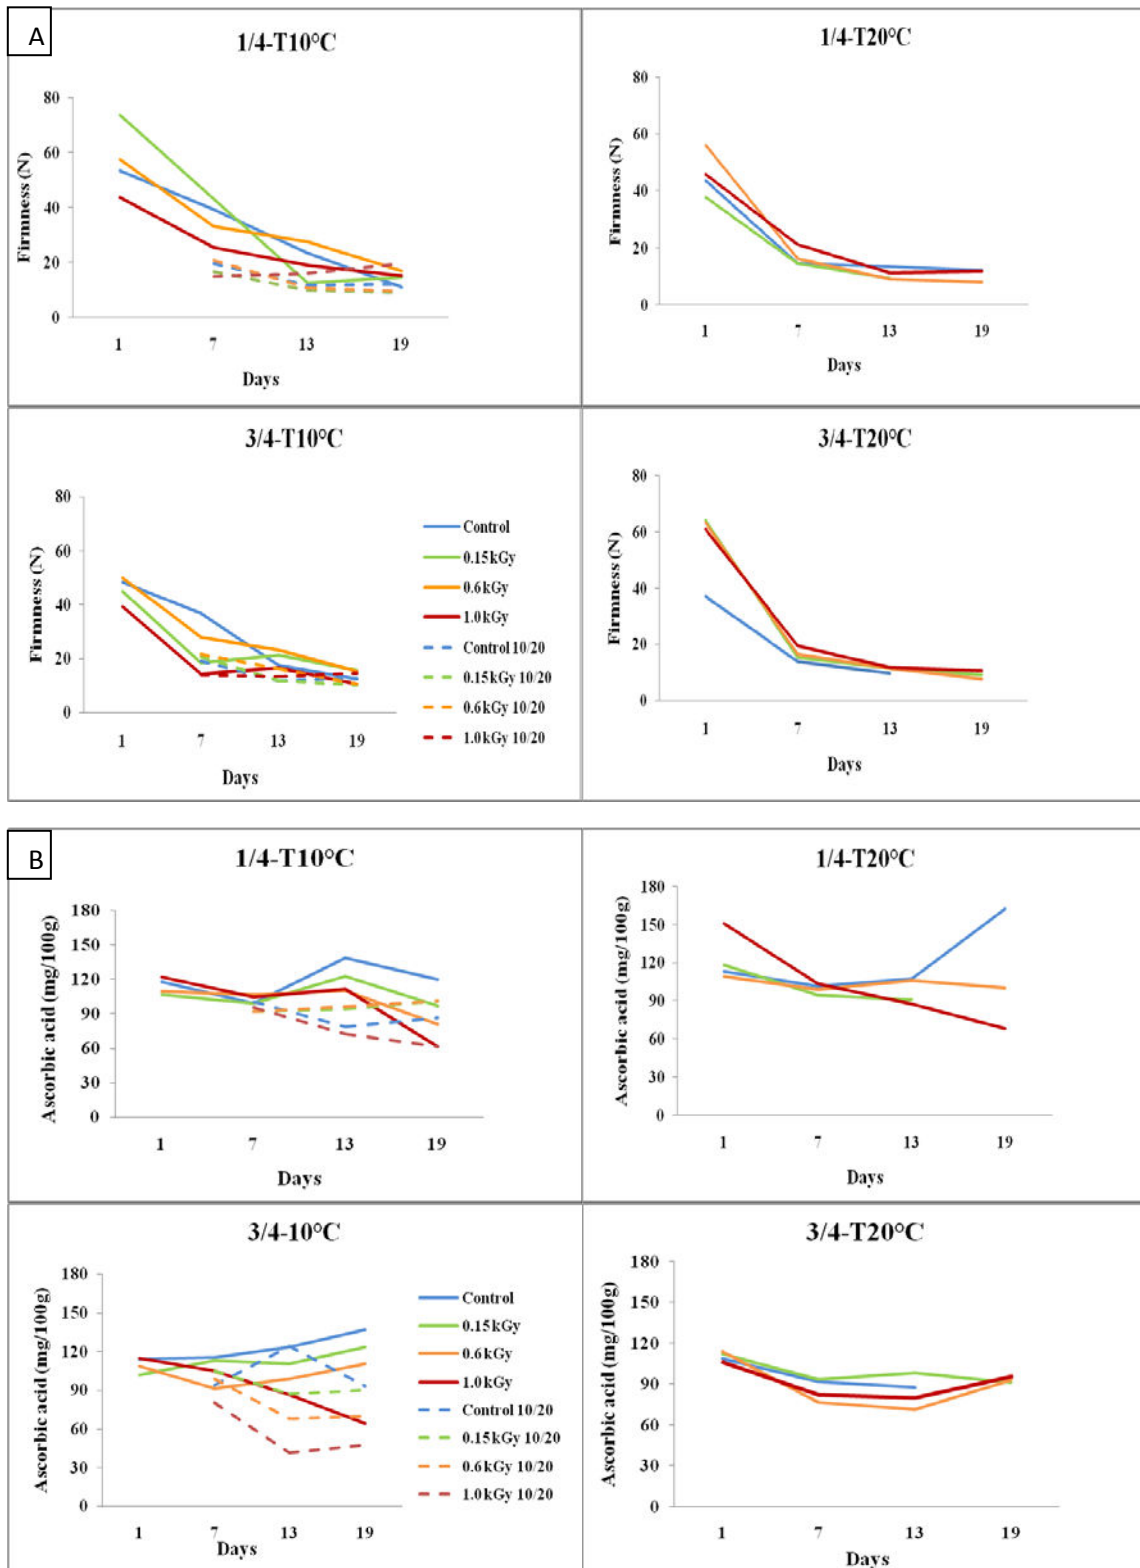 A
1/4-T10°C
80
60
40
20
0
Firmness (N)
1 7 13 19
Days
1/4-T20°C
80
60
40
20
0
Firmness (N)
1 7 13 19
Days
3/4-T10°C
80
60
40
20
0
Firmness (N)
1 7 13 19
Days
Control
0.15kGy
0.6kGy
1.0kGy
Control 10/20
0.15kGy 10/20
0.6kGy 10/20
1.0kGy 10/20
3/4-T20°C
80
60
40
20
0
Firmness (N)
1 7 13 19
Days
B
1/4-T10°C
180
150
120
90
60
30
0
Ascorbic acid (mg/100g)
1 7 13 19
Days
1/4-T20°C
180
150
120
90
60
30
0
Ascorbic acid (mg/100g)
1 7 13 19
Days
3/4-10°C
180
150
120
90
60
30
0
Ascorbic acid (mg/100g)
1 7 13 19
Days
Control
0.15kGy
0.6kGy
1.0kGy
Control 10/20
0.15kGy 10/20
0.6kGy 10/20
1.0kGy 10/20
3/4-T20°C
180
150
120
90
60
30
0
Ascorbic acid (mg/100g)
1 7 13 19
Days